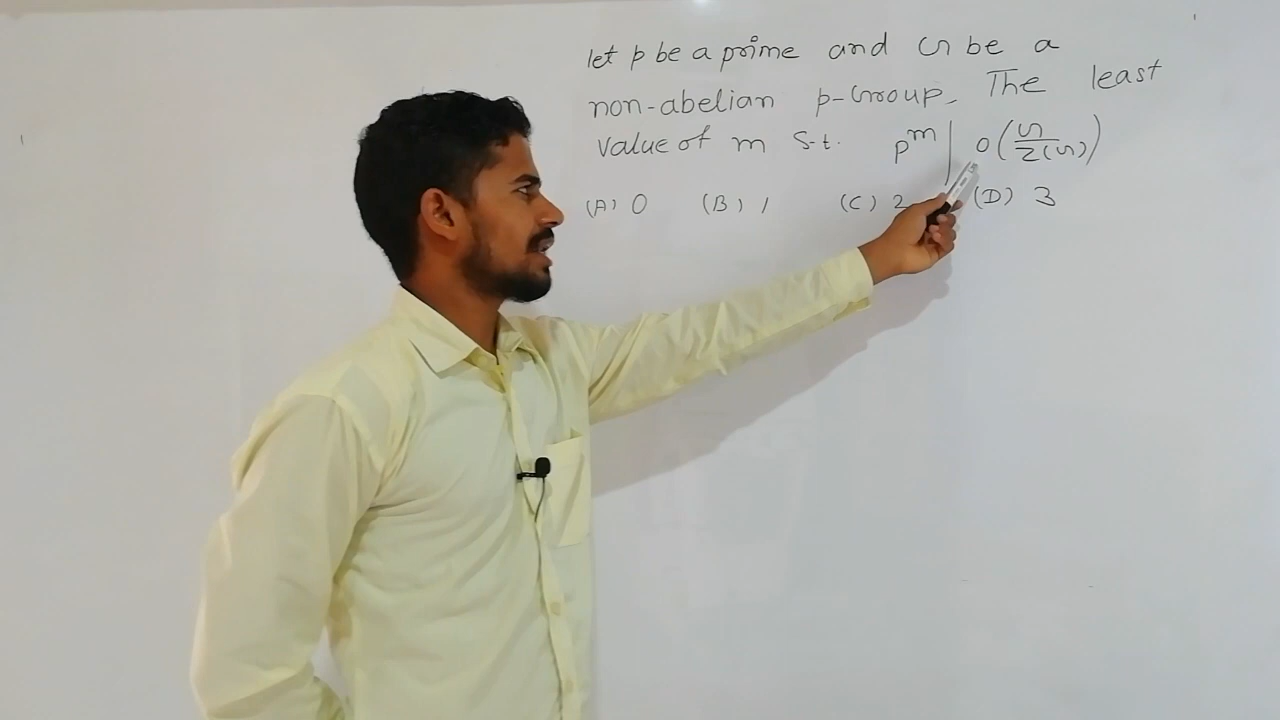 let p be a prime and G be a
non-abelian p-Group. The least
value of m s.t. p^m | o(G/Z(G))
(A) 0 (B) 1 (C) 2 (D) 3